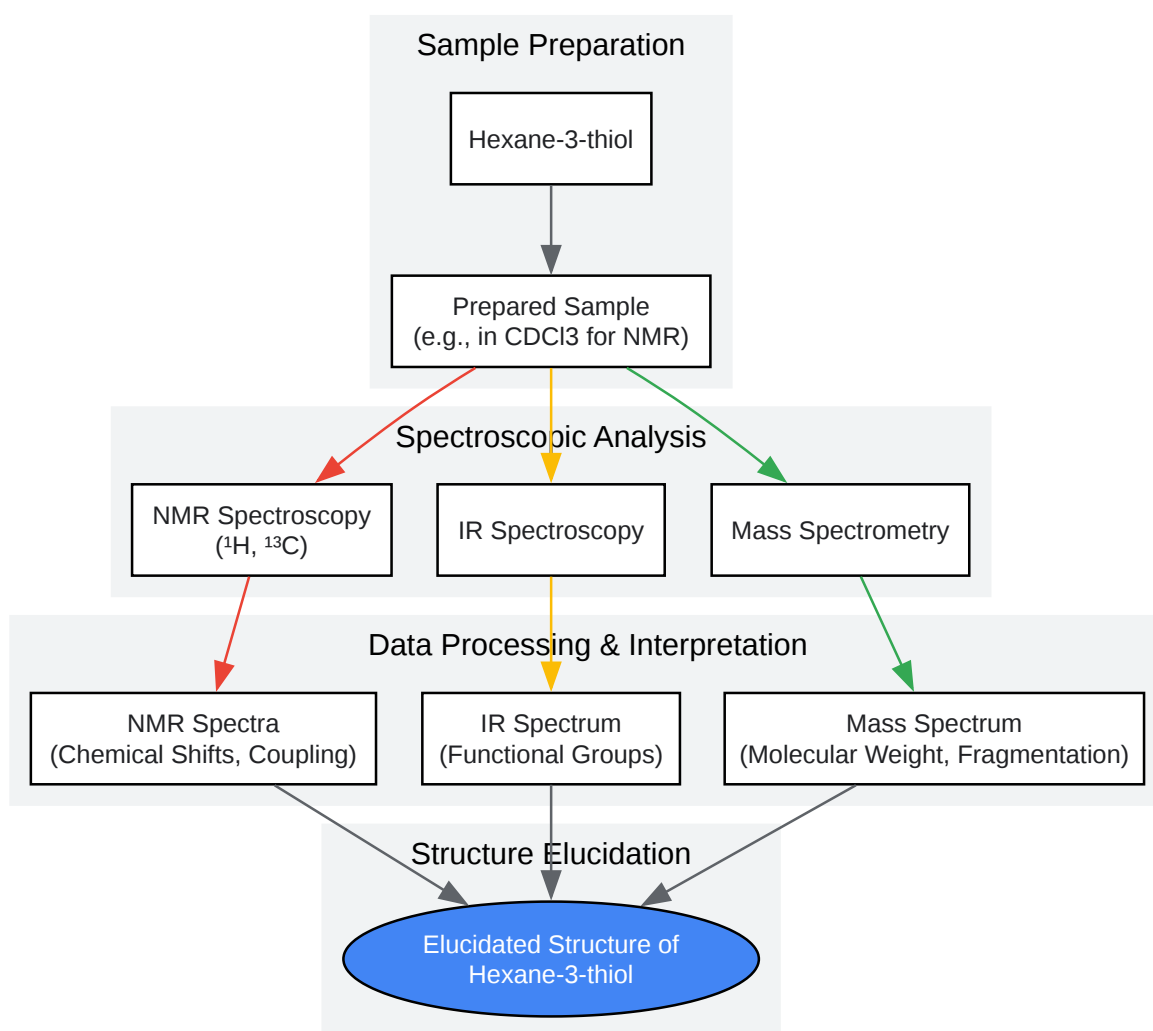 Sample Preparation
Hexane-3-thiol
Prepared Sample
(e.g., in CDCl3 for NMR)
Spectroscopic Analysis
NMR Spectroscopy
(¹H, ¹³C)
IR Spectroscopy
Mass Spectrometry
Data Processing & Interpretation
NMR Spectra
(Chemical Shifts, Coupling)
IR Spectrum
(Functional Groups)
Mass Spectrum
(Molecular Weight, Fragmentation)
Structure Elucidation
Elucidated Structure of
Hexane-3-thiol